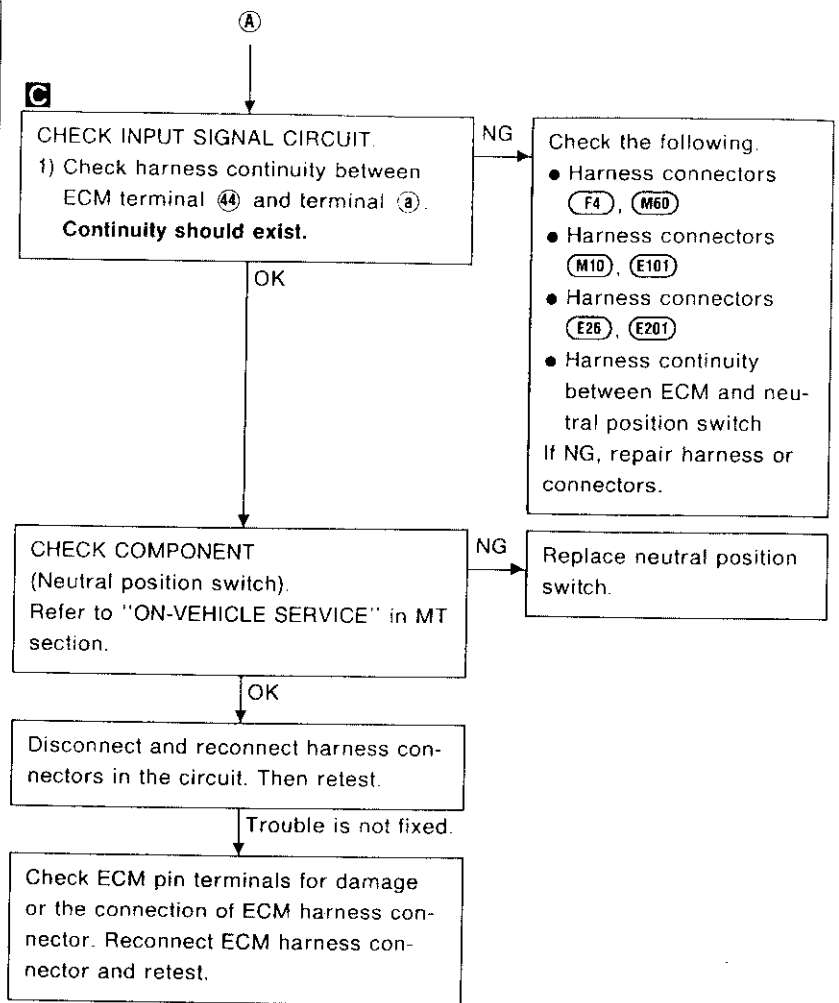 A
C
CHECK INPUT SIGNAL CIRCUIT.
1) Check harness continuity between
ECM terminal 44 and terminal a.
Continuity should exist.
NG
Check the following.
● Harness connectors
F4, M60
● Harness connectors
M10, E101
● Harness connectors
E26, E201
● Harness continuity
between ECM and neu-
tral position switch
If NG, repair harness or
connectors.
OK
CHECK COMPONENT
(Neutral position switch).
Refer to "ON-VEHICLE SERVICE" in MT
section.
NG
Replace neutral position
switch.
OK
Disconnect and reconnect harness con-
nectors in the circuit. Then retest.
Trouble is not fixed.
Check ECM pin terminals for damage
or the connection of ECM harness con-
nector. Reconnect ECM harness con-
nector and retest.